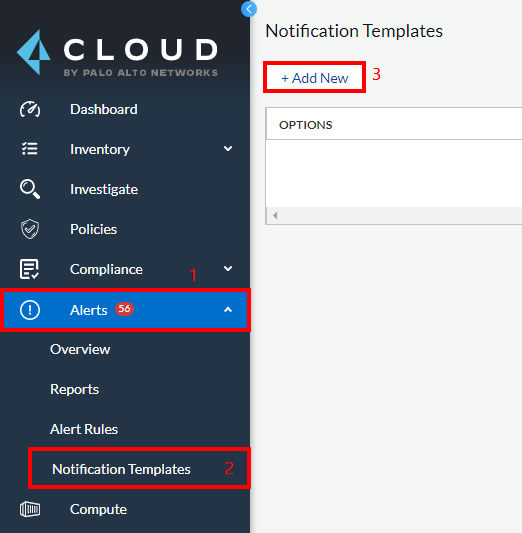 CLOUD
BY PALO ALTO NETWORKS
Dashboard
Inventory
Investigate
Policies
Compliance
1
Alerts 56
Overview
Reports
Alert Rules
Notification Templates 2
Compute
Notification Templates
+ Add New 3
OPTIONS